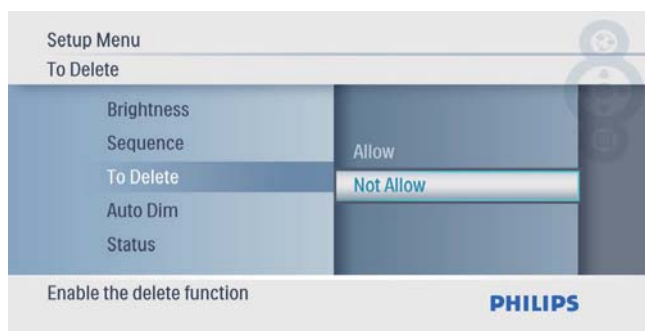 Setup Menu
To Delete
Brightness
Sequence
To Delete
Auto Dim
Status
Allow
Not Allow
Enable the delete function
PHILIPS